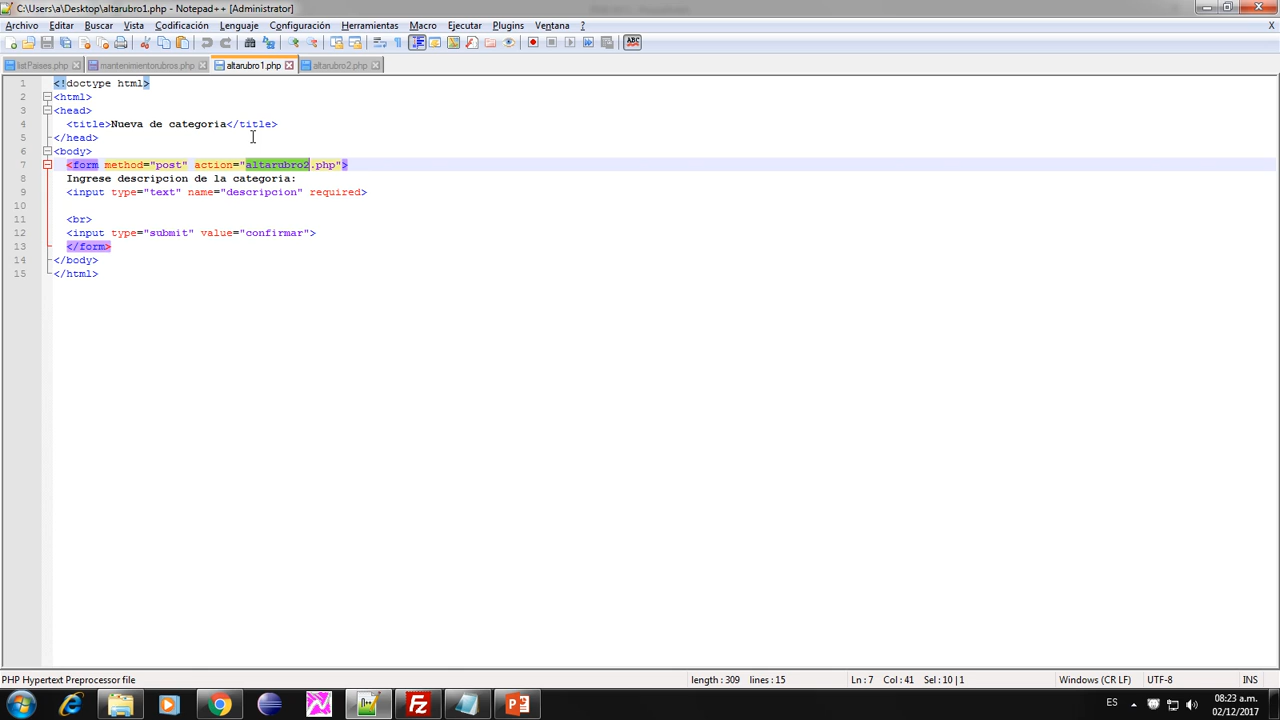 C:\Users\a\Desktop\altarubro1.php - Notepad++ [Administrator]
Archivo Editar Buscar Vista Codificación Lenguaje Configuración Herramientas Macro Ejecutar Plugins Ventana ? X
ABC
listPaises.php mantenimientorubros.php altarubro1.php altarubro2.php
1 <!doctype html>
2 <html>
3 <head>
4 <title>Nueva de categoria</title>
5 </head>
6 <body>
7 <form method="post" action="altarubro2.php">
8 Ingrese descripcion de la categoria:
9 <input type="text" name="descripcion" required>
10
11 <br>
12 <input type="submit" value="confirmar">
13 </form>
14 </body>
15 </html>
PHP Hypertext Preprocessor file length : 309 lines : 15 Ln : 7 Col : 41 Sel : 10 | 1 Windows (CR LF) UTF-8 INS
ES 08:23 a.m.
02/12/2017